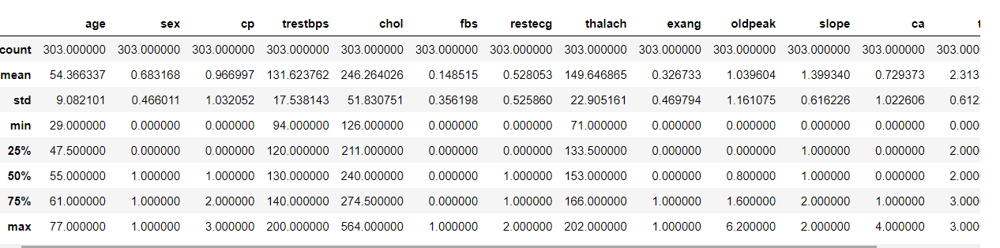 age sex cp trestbps chol fbs restecg thalach exang oldpeak slope ca
count 303.000000 303.000000 303.000000 303.000000 303.000000 303.000000 303.000000 303.000000 303.000000 303.000000 303.000000 303.000000 303.000
mean 54.366337 0.683168 0.966997 131.623762 246.264026 0.148515 0.528053 149.646865 0.326733 1.039604 1.399340 0.729373 2.313
std 9.082101 0.466011 1.032052 17.538143 51.830751 0.356198 0.525860 22.905161 0.469794 1.161075 0.616226 1.022606 0.612
min 29.000000 0.000000 0.000000 94.000000 126.000000 0.000000 0.000000 71.000000 0.000000 0.000000 0.000000 0.000000 0.000
25% 47.500000 0.000000 0.000000 120.000000 211.000000 0.000000 0.000000 133.500000 0.000000 0.000000 1.000000 0.000000 2.000
50% 55.000000 1.000000 1.000000 130.000000 240.000000 0.000000 1.000000 153.000000 0.000000 0.800000 1.000000 0.000000 2.000
75% 61.000000 1.000000 2.000000 140.000000 274.500000 0.000000 1.000000 166.000000 1.000000 1.600000 2.000000 1.000000 3.000
max 77.000000 1.000000 3.000000 200.000000 564.000000 1.000000 2.000000 202.000000 1.000000 6.200000 2.000000 4.000000 3.000